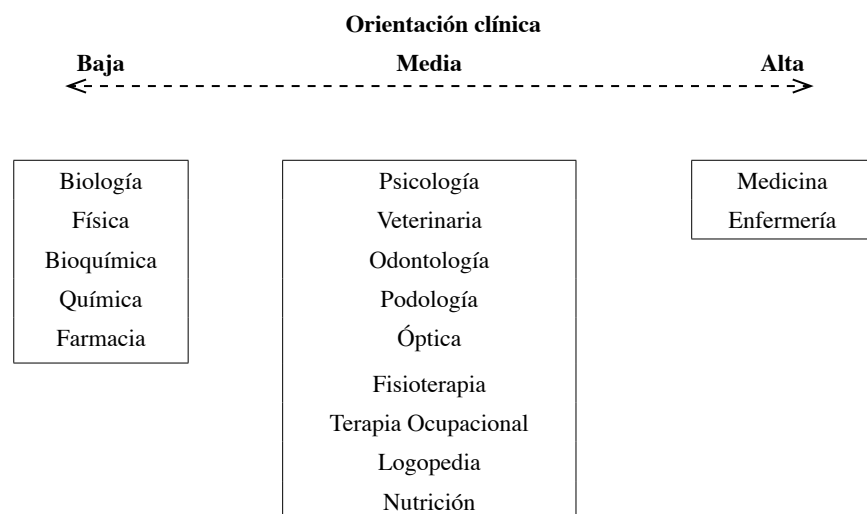 Orientación clínica
Baja Media Alta
Biología Psicología Medicina
Física Veterinaria Enfermería
Bioquímica Odontología
Química Podología
Farmacia Óptica
Fisioterapia
Terapia Ocupacional
Logopedia
Nutrición